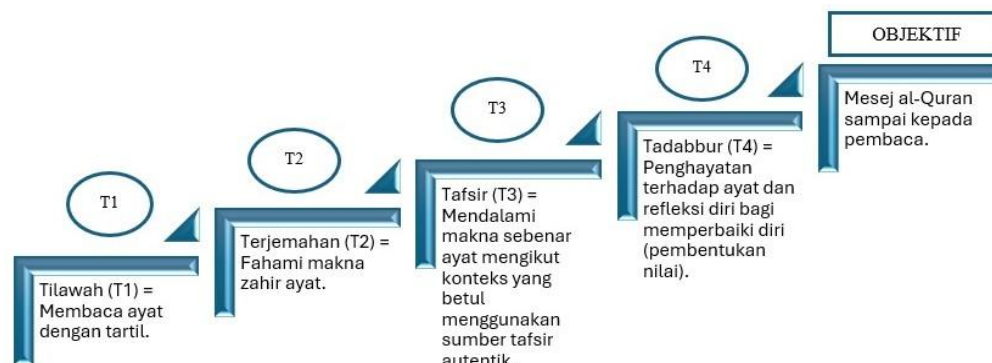 OBJEKTIF
T4
T3
T2
T1
Tilawah (T1) =
Membaca ayat
dengan tartil.
Terjemahan (T2) =
Fahami makna
zahir ayat.
Tafsir (T3) =
Mendalami
makna sebenar
ayat mengikut
konteks yang
betul
menggunakan
sumber tafsir
autentik
Tadabbur (T4) =
Penghayatan
terhadap ayat dan
refleksi diri bagi
memperbaiki diri
(pembentukan
nilai).
Mesej al-Quran
sampai kepada
pembaca.